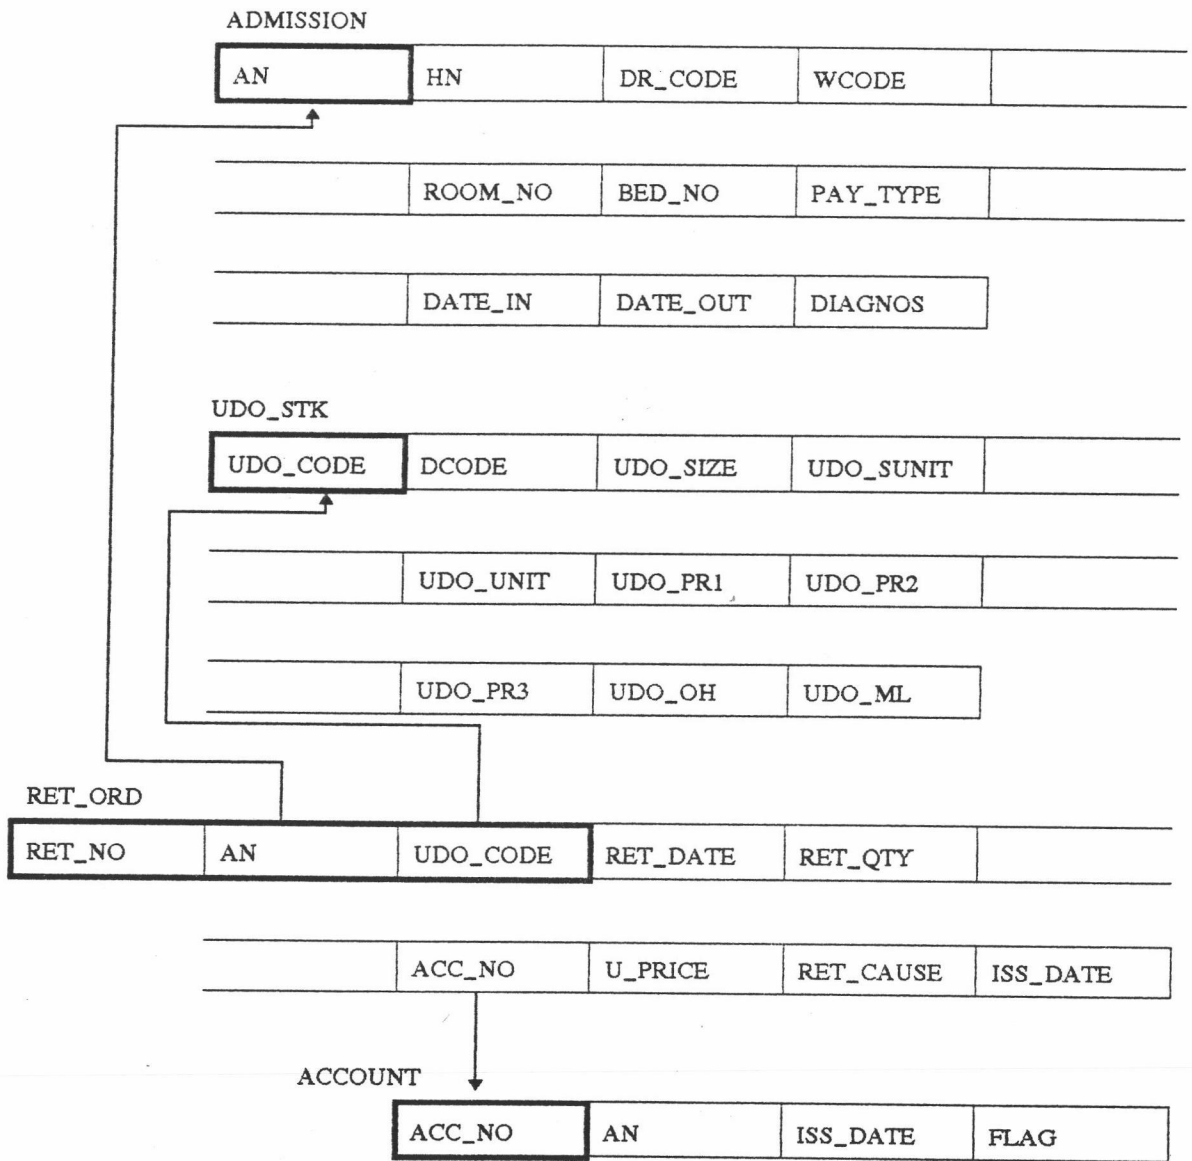 ADMISSION
AN HN DR_CODE WCODE
ROOM_NO BED_NO PAY_TYPE
DATE_IN DATE_OUT DIAGNOS
UDO_STK
UDO_CODE DCODE UDO_SIZE UDO_SUNIT
UDO_UNIT UDO_PR1 UDO_PR2
UDO_PR3 UDO_OH UDO_ML
RET_ORD
RET_NO AN UDO_CODE RET_DATE RET_QTY
ACC_NO U_PRICE RET_CAUSE ISS_DATE
ACCOUNT
ACC_NO AN ISS_DATE FLAG